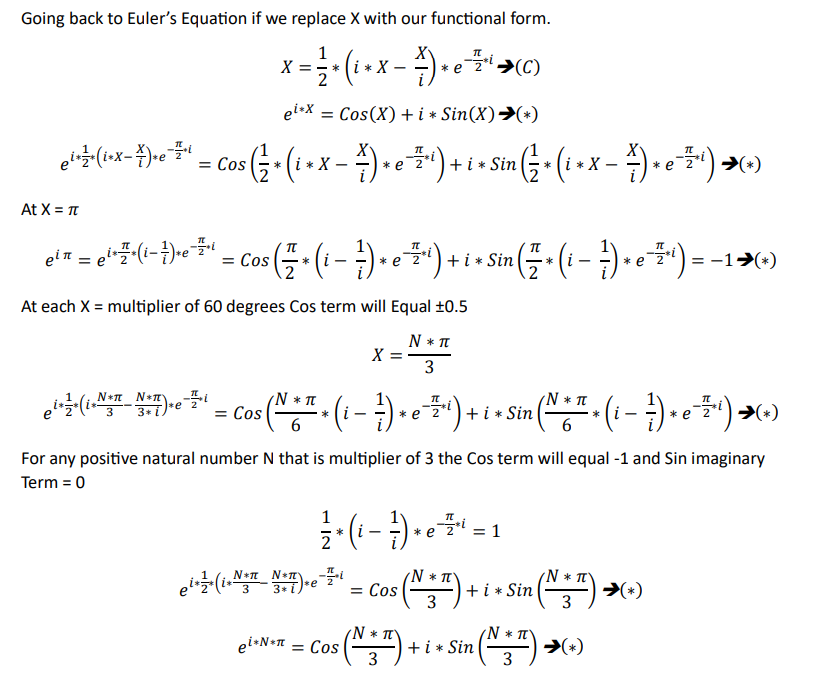 Going back to Euler's Equation if we replace X with our functional form.
X = 1/2 * (i * X − X/i) * e^(−π/2*i) ➔(C)
e^(i*X) = Cos(X) + i * Sin(X) ➔(*)
e^(i*1/2*(i*X−X/i)*e^(−π/2*i)) = Cos(1/2 * (i * X − X/i) * e^(−π/2*i)) + i * Sin(1/2 * (i * X − X/i) * e^(−π/2*i)) ➔(*)
At X = π
e^(i π) = e^(i*π/2*(i−1/i)*e^(−π/2*i)) = Cos(π/2 * (i − 1/i) * e^(−π/2*i)) + i * Sin(π/2 * (i − 1/i) * e^(−π/2*i)) = −1 ➔(*)
At each X = multiplier of 60 degrees Cos term will Equal ±0.5
X = N * π/3
e^(i*1/2*(i*N*π/3−N*π/3*i)*e^(−π/2*i)) = Cos(N * π/6 * (i − 1/i) * e^(−π/2*i)) + i * Sin(N * π/6 * (i − 1/i) * e^(−π/2*i)) ➔(*)
For any positive natural number N that is multiplier of 3 the Cos term will equal -1 and Sin imaginary
Term = 0
1/2 * (i − 1/i) * e^(−π/2*i) = 1
e^(i*1/2*(i*N*π/3−N*π/3*i)*e^(−π/2*i)) = Cos(N * π/3) + i * Sin(N * π/3) ➔(*)
e^(i*N*π) = Cos(N * π/3) + i * Sin(N * π/3) ➔(*)